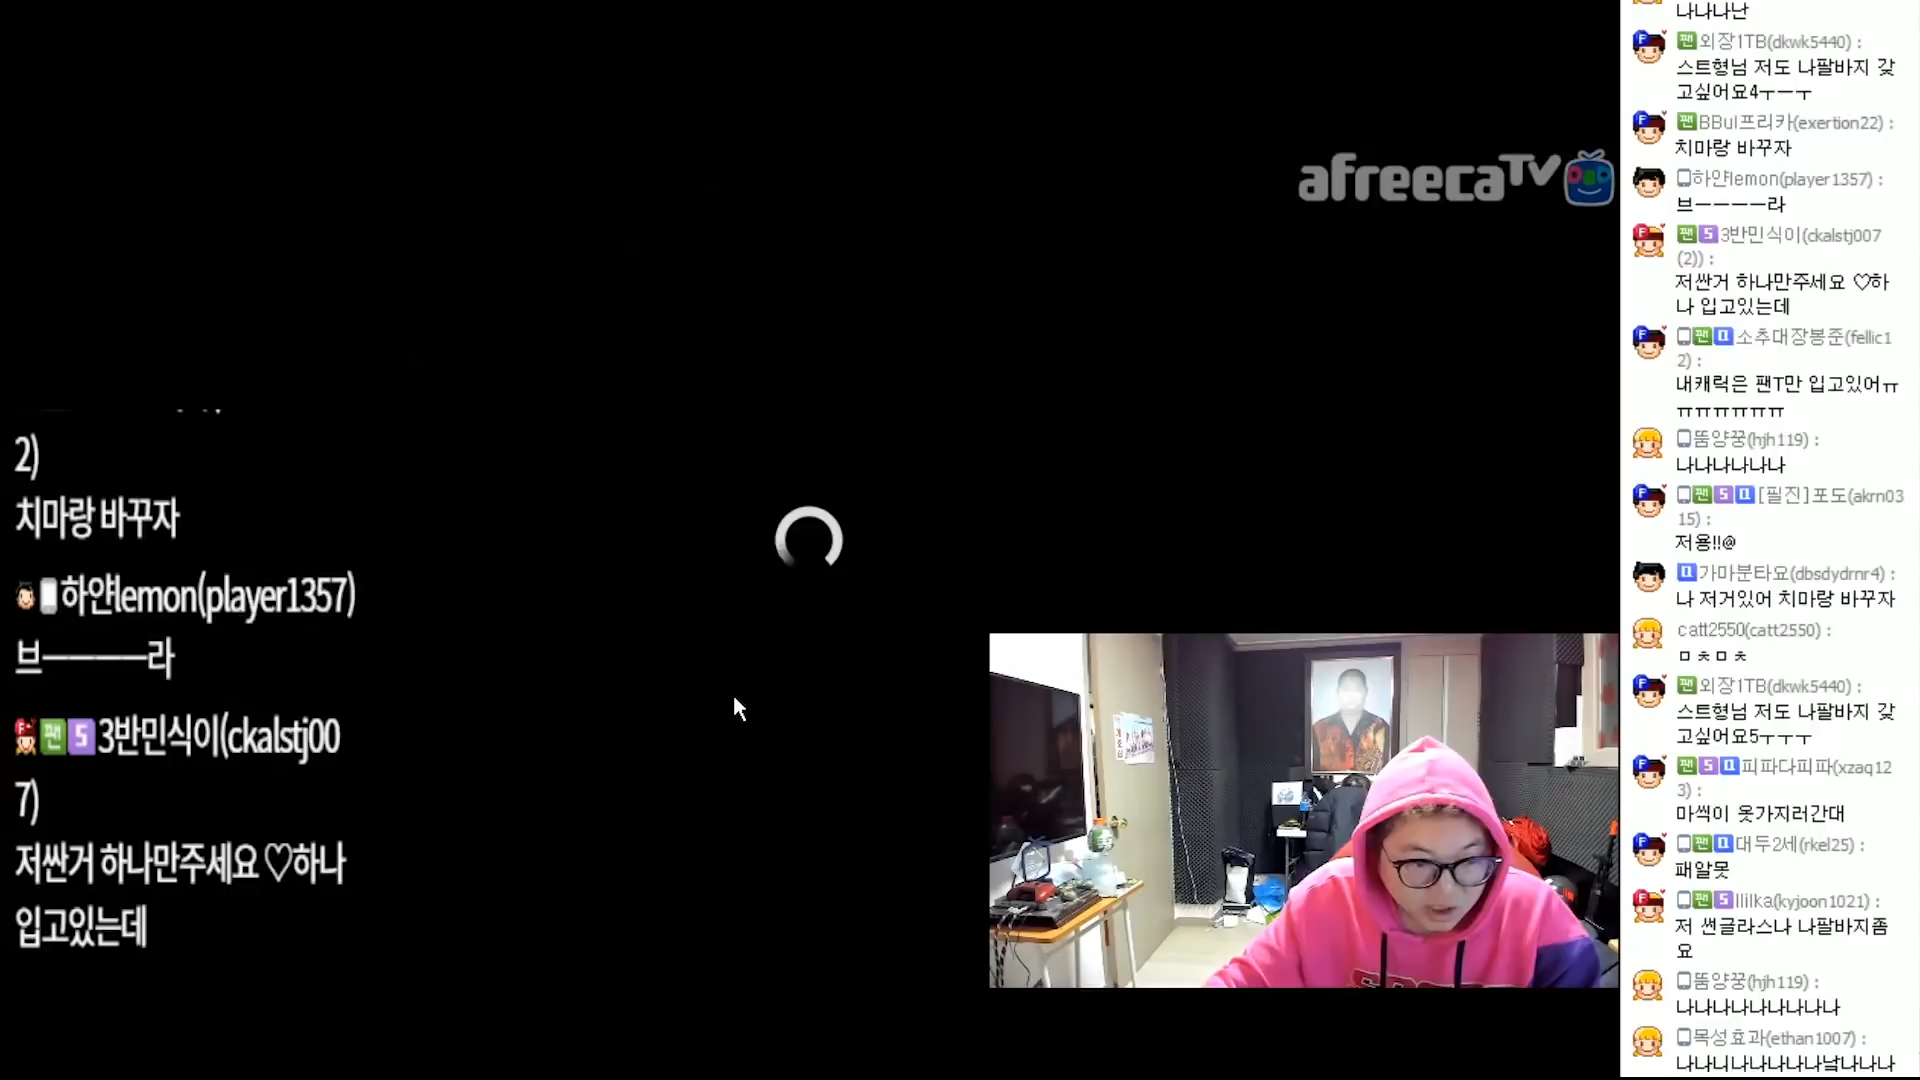 2)
치마랑 바꾸자
하얀lemon(player1357)
브ㅡㅡㅡㅡ라
팬 S 3반민식이(ckalstj00
7)
저싼거 하나만주세요 ♡하나
입고있는데
afreecaTV
나나나난
팬 외장1TB(dkwk5440) :
스트형님 저도 나팔바지 갖
고싶어요4ㅜㅡㅜ
팬 BBul프리카(exertion22) :
치마랑 바꾸자
하얀lemon(player1357) :
브ㅡㅡㅡㅡ라
팬 S 3반민식이(ckalstj007
(2)) :
저싼거 하나만주세요 ♡하
나 입고있는데
팬 소추대장봉준(fellic1
2) :
내캐릭은 팬T만 입고있어ㅠ
ㅠㅠㅠㅠㅠㅠ
뚬양꿍(hjh119) :
나나나나나나
팬 S [필진]포도(akrn03
15) :
저용!!@
가마분타요(dbsdydrnr4) :
나 저거있어 치마랑 바꾸자
catt2550(catt2550) :
ㅁㅊㅁㅊ
팬 외장1TB(dkwk5440) :
스트형님 저도 나팔바지 갖
고싶어요5ㅜㅜㅜ
팬 S 피파다피파(xzaq12
3) :
마씩이 옷가지러간대
팬 대두2세(rkel25) :
패알못
팬 S llilka(kyjoon1021) :
저 썬글라스나 나팔바지좀
요
뚬양꿍(hjh119) :
나나나나나나나나나
목성효과(ethan1007) :
나나니나나나나나날나나나